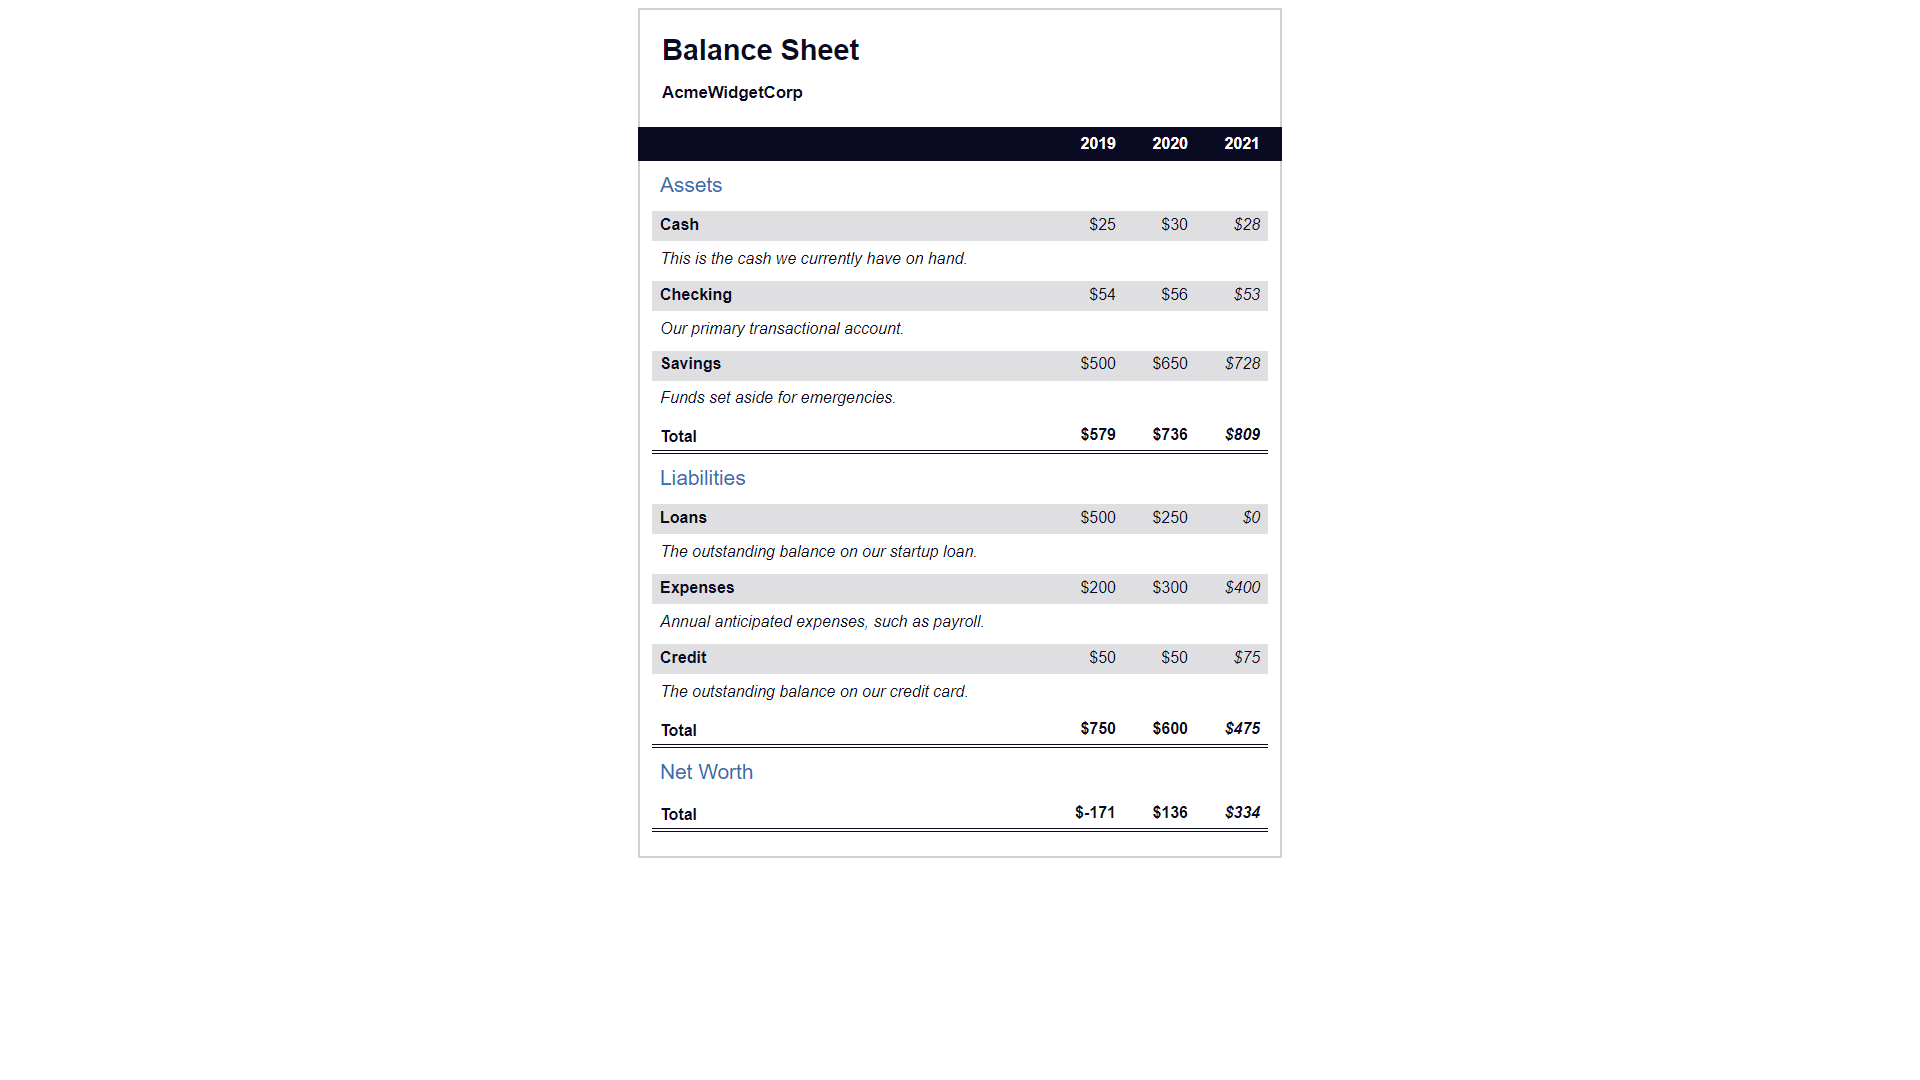 Balance Sheet
AcmeWidgetCorp
2019 2020 2021
Assets
Cash $25 $30 $28
This is the cash we currently have on hand.
Checking $54 $56 $53
Our primary transactional account.
Savings $500 $650 $728
Funds set aside for emergencies.
Total $579 $736 $809
Liabilities
Loans $500 $250 $0
The outstanding balance on our startup loan.
Expenses $200 $300 $400
Annual anticipated expenses, such as payroll.
Credit $50 $50 $75
The outstanding balance on our credit card.
Total $750 $600 $475
Net Worth
Total $-171 $136 $334